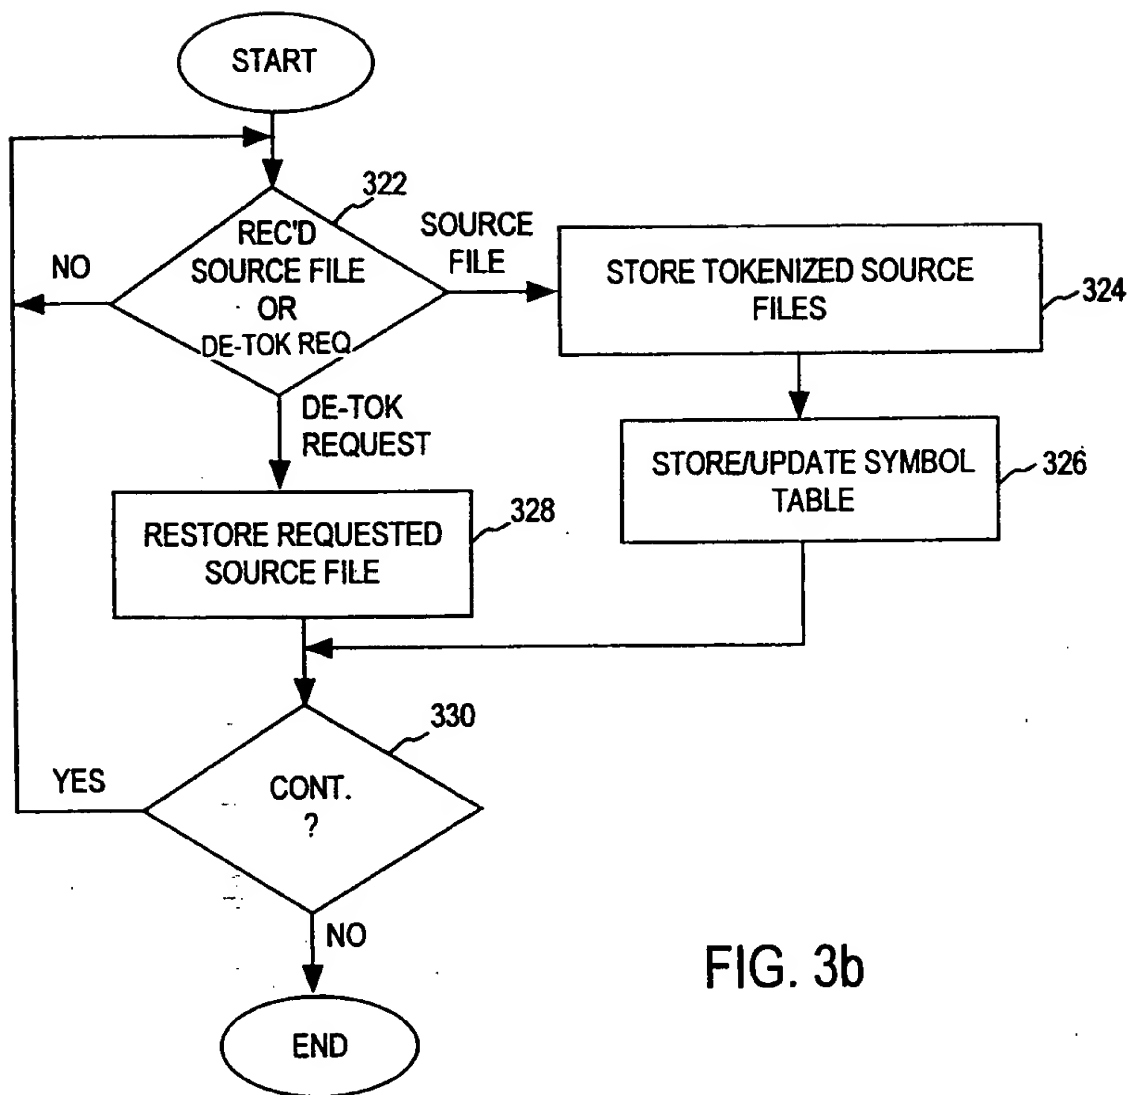 START
322
REC'D
SOURCE FILE
OR
DE-TOK REQ
NO
SOURCE
FILE
STORE TOKENIZED SOURCE
FILES
324
DE-TOK
REQUEST
STORE/UPDATE SYMBOL
TABLE
326
RESTORE REQUESTED
SOURCE FILE
328
330
CONT.
?
YES
NO
FIG. 3b
END